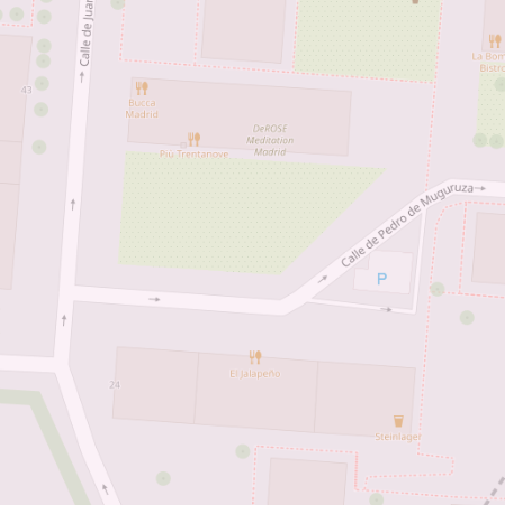 Calle de Juan
La Bom
Bistro
43
Bucca
Madrid
DeROSE
Meditation
Madrid
Più Trentanove
Calle de Pedro de Muguruza
P
El Jalapeño
24
Steinlager